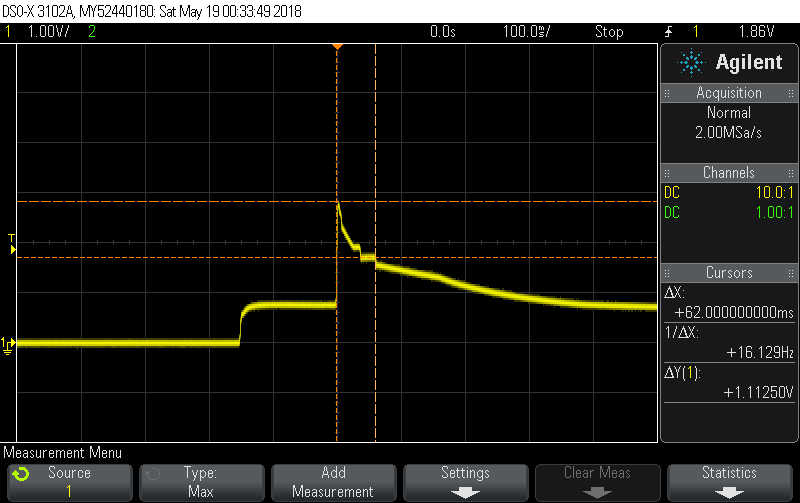 DSO-X 3102A, MY52440180: Sat May 19 00:33:49 2018
1 1.00V/ 2 0.0s 100.0ms/ Stop 1 1.86V
Agilent
Acquisition
Normal
2.00MSa/s
Channels
DC 10.0:1
DC 1.00:1
Cursors
ΔX:
+62.000000000ms
1/ΔX:
+16.129Hz
ΔY(1):
+1.11250V
T
1
Measurement Menu
Source
1
Type:
Max
Add
Measurement
Settings
Clear Meas
Statistics